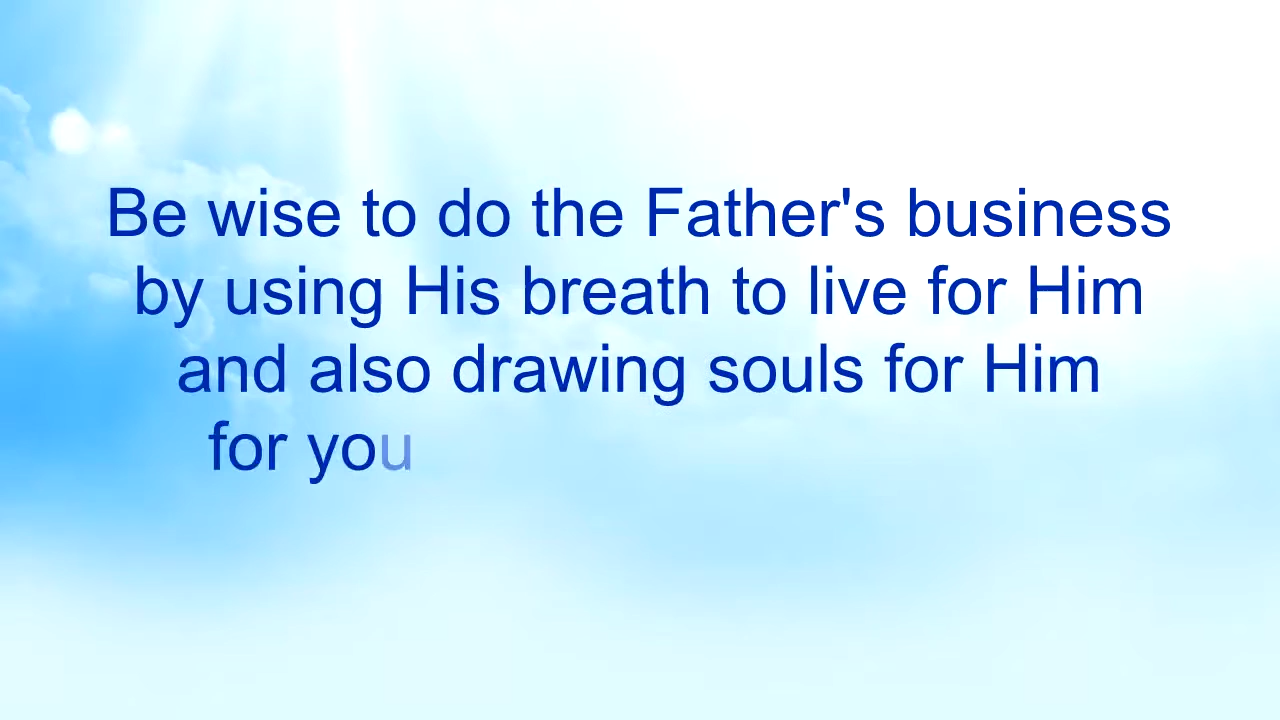 Be wise to do the Father's business
by using His breath to live for Him
and also drawing souls for Him
for you